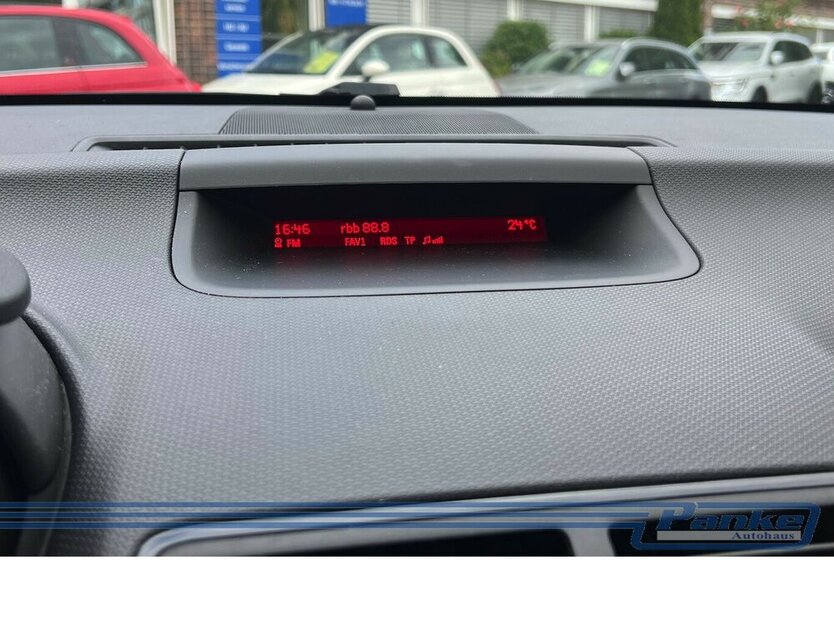 16:46 rbb 88.8 24°C
FM FAV1 RDS TP
Panke
Autohaus